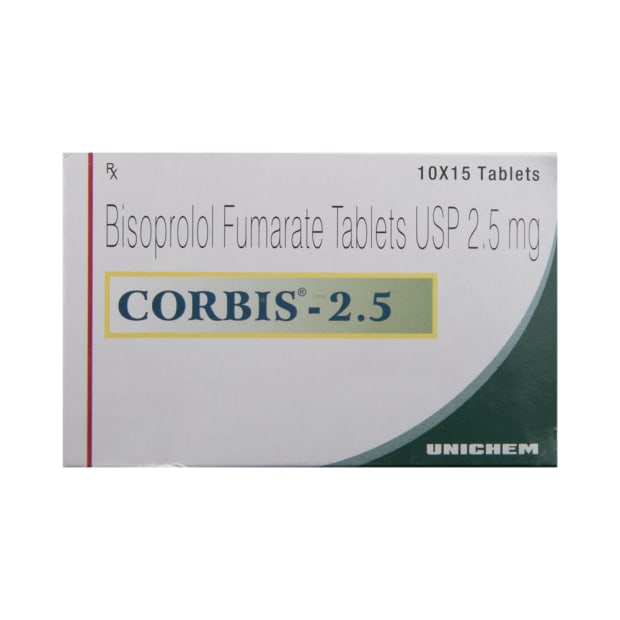 Rx
10X15 Tablets
Bisoprolol Fumarate Tablets USP 2.5 mg
CORBIS® - 2.5
UNICHEM